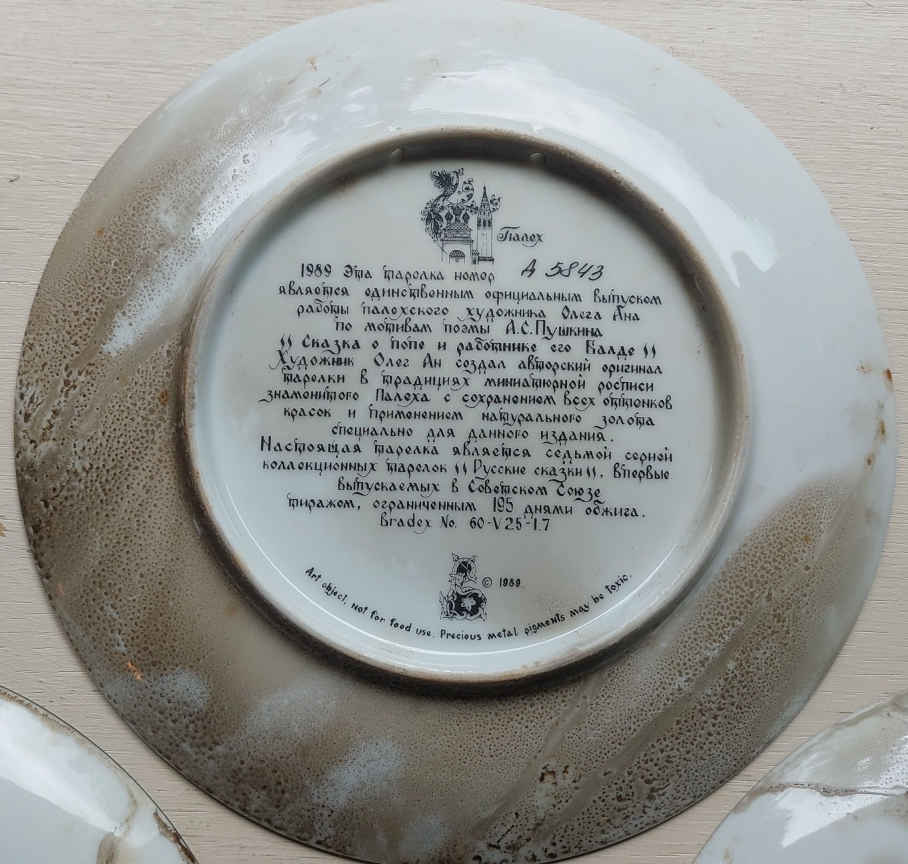 Палех
1989 Эта тарелка номер A 5843
является единственным официальным выпуском
работы палехского художника Олега Ана
по мотивам поэмы А.С.Пушкина
"Сказка о попе и работнике его Балде"
Художник Олег Ан создал авторский оригинал
тарелки в традициях миниатюрной росписи
знаменитого Палеха с сохранением всех оттенков
красок и применением натурального золота
специально для данного издания.
Настоящая тарелка является седьмой серией
коллекционных тарелок "Русские сказки", впервые
выпускаемых в Советском Союзе
тиражом, ограниченным 195 днями обжига.
Bradex No. 60-V25-1.7
© 1989
Art object, not for food use. Precious metal pigments may be toxic.